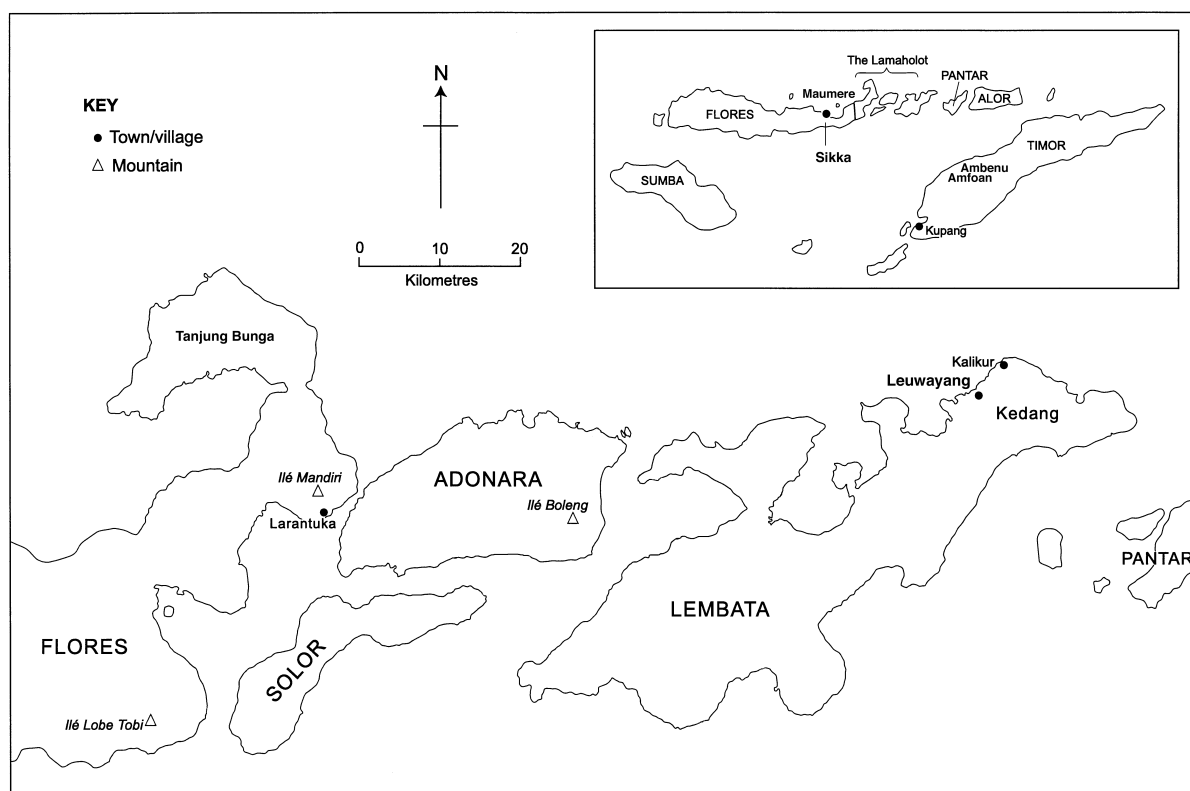 KEY
Town/village
Mountain
N
0 10 20
Kilometres
The Lamaholot
PANTAR
ALOR
Maumere
FLORES
Sikka
TIMOR
Ambenu
Amfoan
SUMBA
Kupang
Tanjung Bunga
Kalikur
Leuwayang
Kedang
Ilé Mandiri
Larantuka
ADONARA
Ilé Boleng
PANTAR
LEMBATA
FLORES
SOLOR
Ilé Lobe Tobi